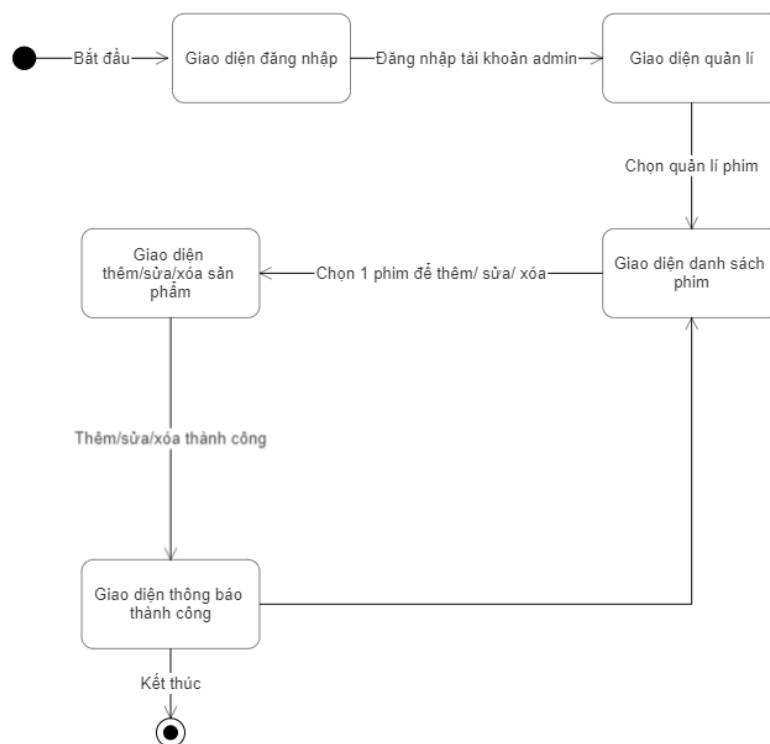 Bắt đầu
Giao diện đăng nhập
Đăng nhập tài khoản admin
Giao diện quản lí
Chọn quản lí phim
Giao diện danh sách
phim
Chọn 1 phim để thêm/ sửa/ xóa
Giao diện
thêm/sửa/xóa sản
phẩm
Thêm/sửa/xóa thành công
Giao diện thông báo
thành công
Kết thúc